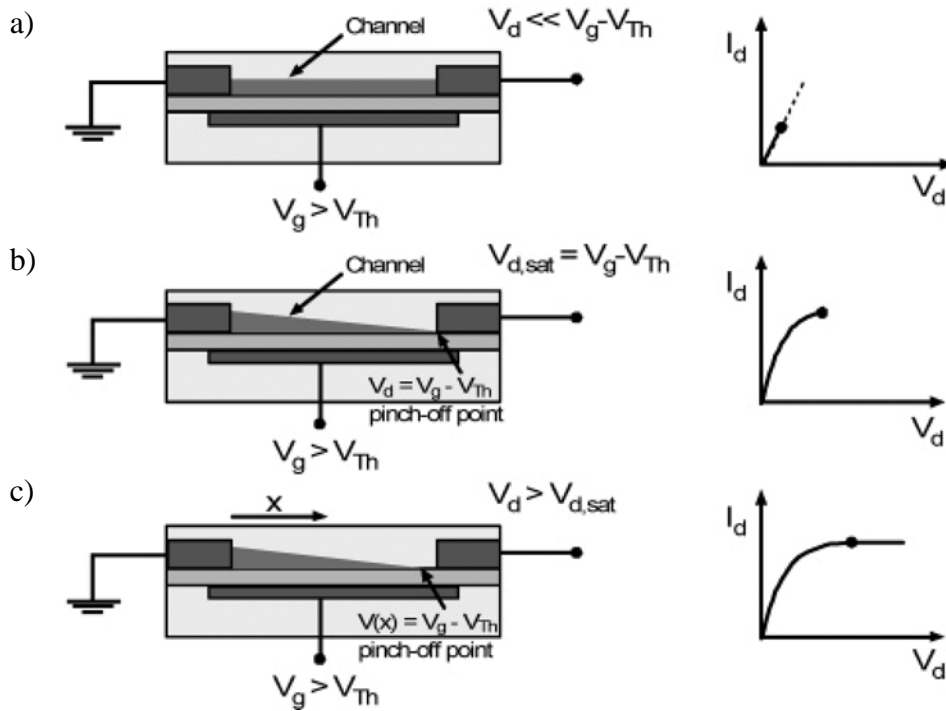 a)
Channel
V_d << V_g-V_Th
I_d
V_d
V_g > V_Th
b)
Channel
V_d,sat = V_g-V_Th
I_d
V_d = V_g - V_Th
pinch-off point
V_d
V_g > V_Th
c)
x
V_d > V_d,sat
I_d
V(x) = V_g - V_Th
pinch-off point
V_d
V_g > V_Th